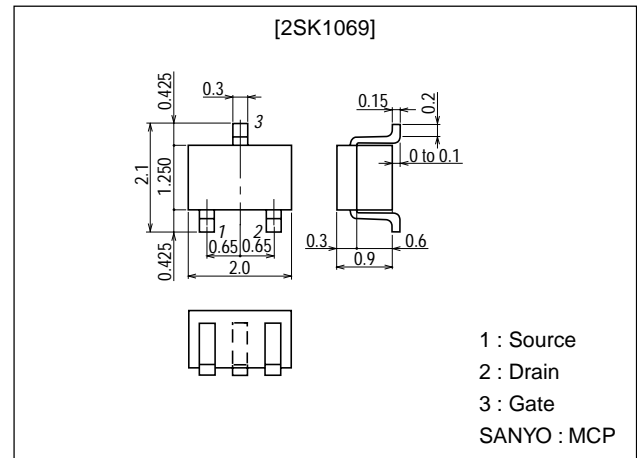 [2SK1069]
0.425
0.3
3
0.15
0.2
2.1
1.250
0 to 0.1
0.425
1
2
0.65 0.65
2.0
0.3
0.6
0.9
1 : Source
2 : Drain
3 : Gate
SANYO : MCP